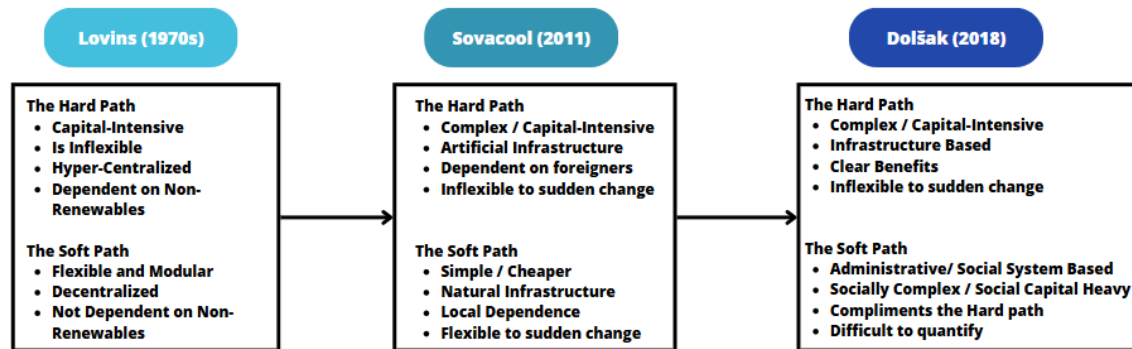 Lovins (1970s)
The Hard Path
• Capital-Intensive
• Is Inflexible
• Hyper-Centralized
• Dependent on Non-
Renewables
The Soft Path
• Flexible and Modular
• Decentralized
• Not Dependent on Non-
Renewables
Sovacool (2011)
The Hard Path
• Complex / Capital-Intensive
• Artificial Infrastructure
• Dependent on foreigners
• Inflexible to sudden change
The Soft Path
• Simple / Cheaper
• Natural Infrastructure
• Local Dependence
• Flexible to sudden change
Dolšak (2018)
The Hard Path
• Complex / Capital-Intensive
• Infrastructure Based
• Clear Benefits
• Inflexible to sudden change
The Soft Path
• Administrative/ Social System Based
• Socially Complex / Social Capital Heavy
• Compliments the Hard path
• Difficult to quantify